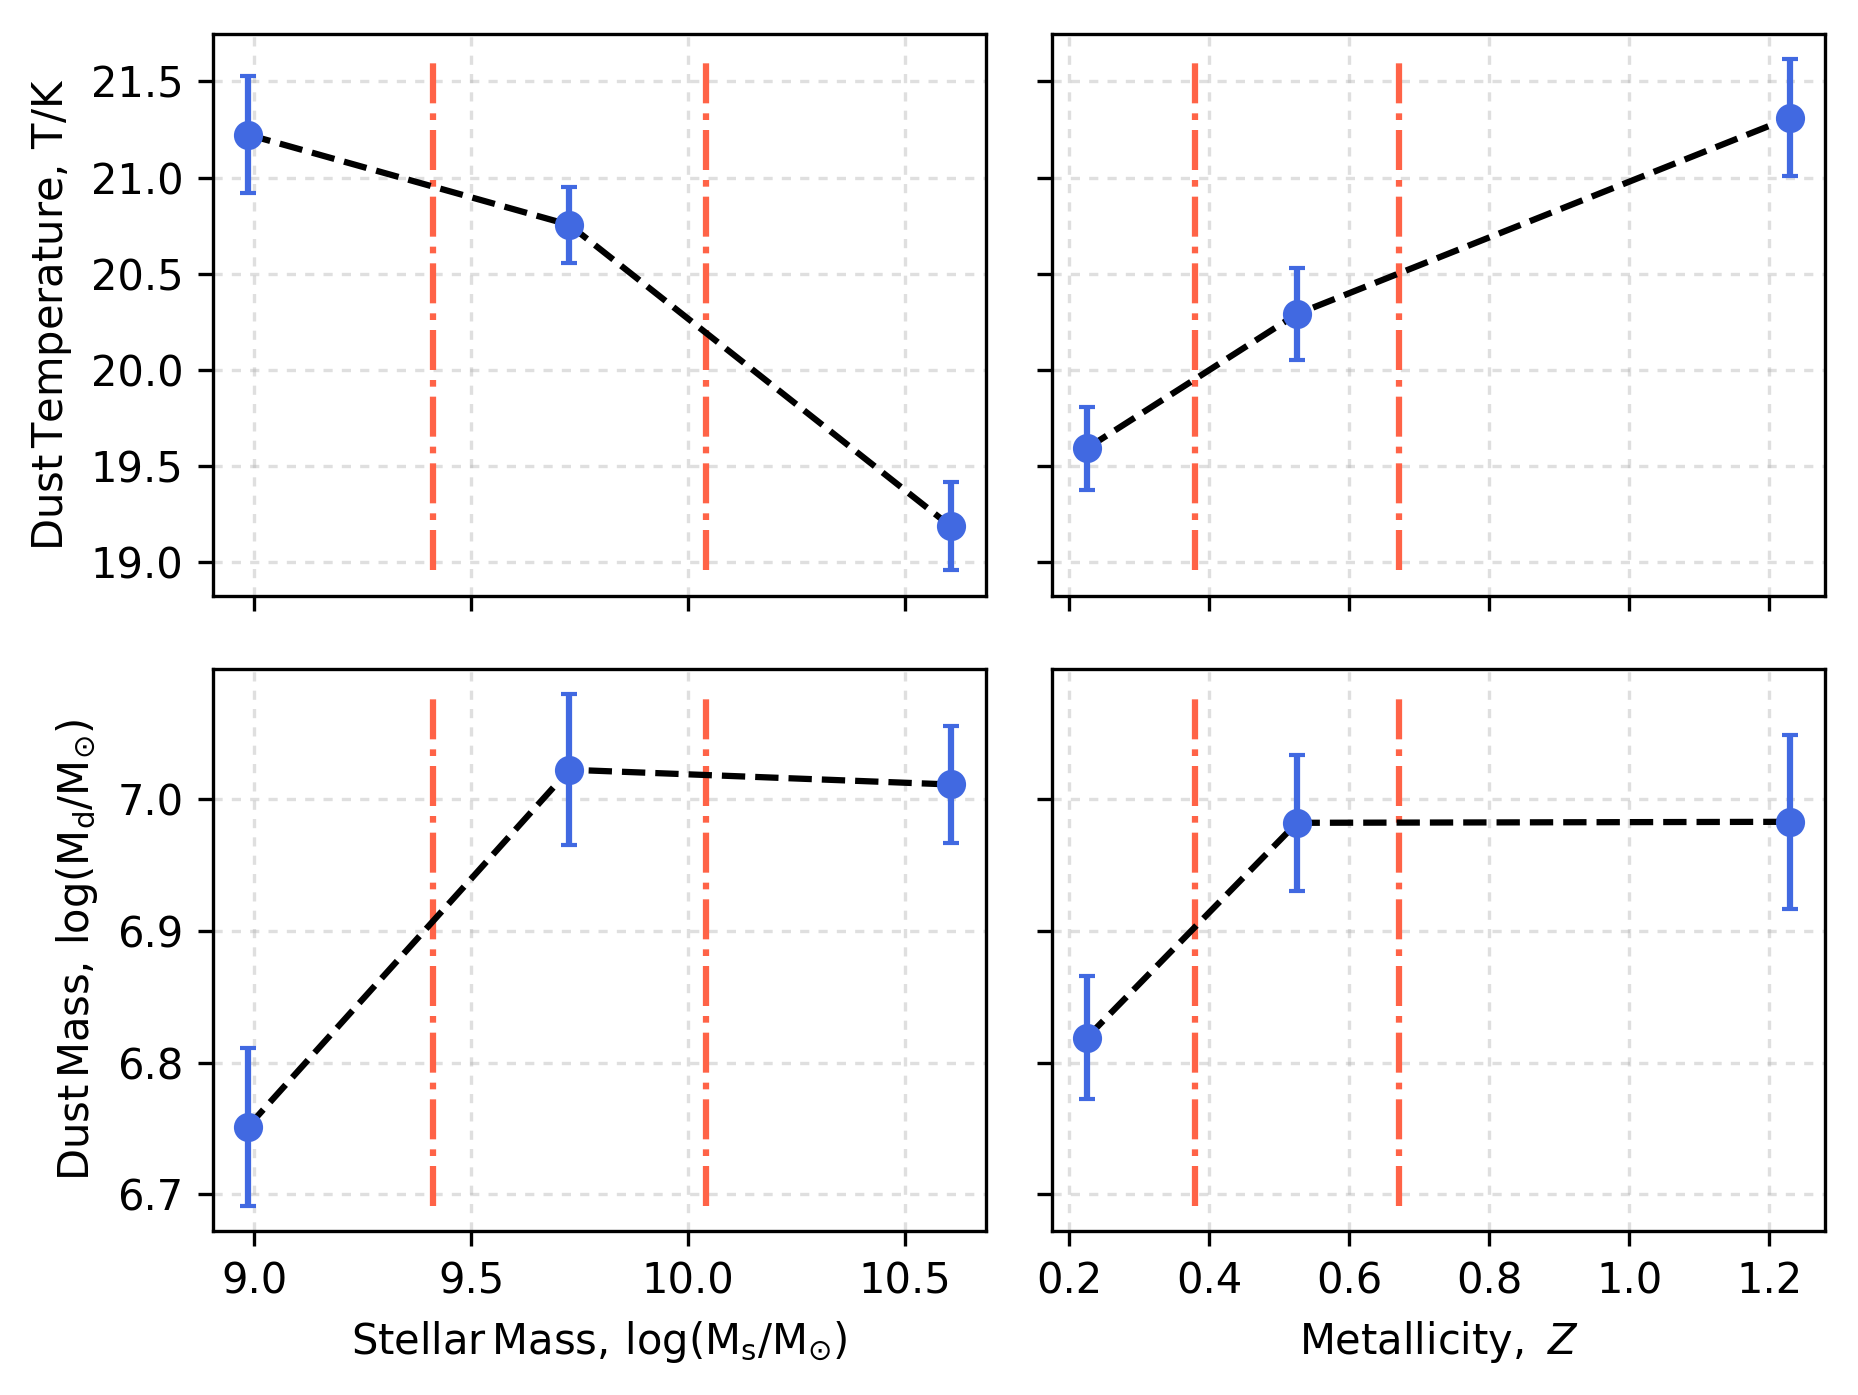 Dust Temperature, T/K
21.5
21.0
20.5
20.0
19.5
19.0
Dust Mass, log(M_d/M_⊙)
7.0
6.9
6.8
6.7
9.0 9.5 10.0 10.5
Stellar Mass, log(M_s/M_⊙)
0.2 0.4 0.6 0.8 1.0 1.2
Metallicity, Z